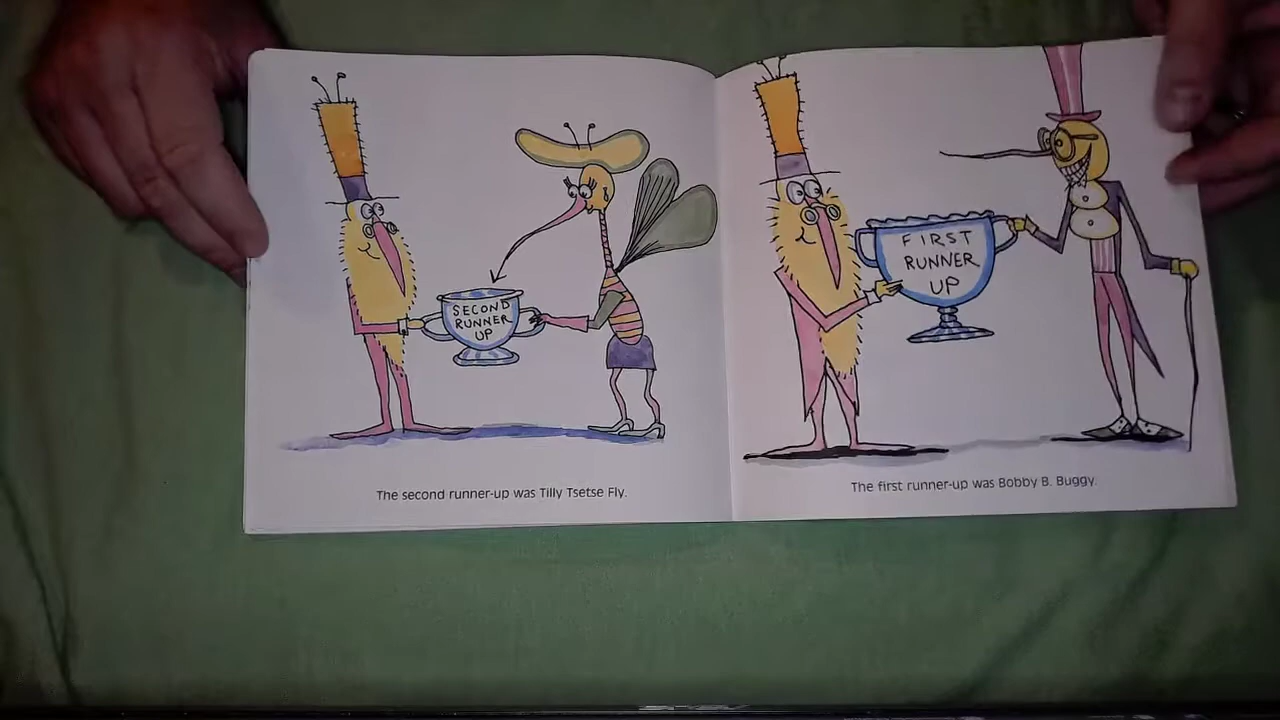 SECOND
RUNNER
UP
The second runner-up was Tilly Tsetse Fly.
FIRST
RUNNER
UP
The first runner-up was Bobby B. Buggy.